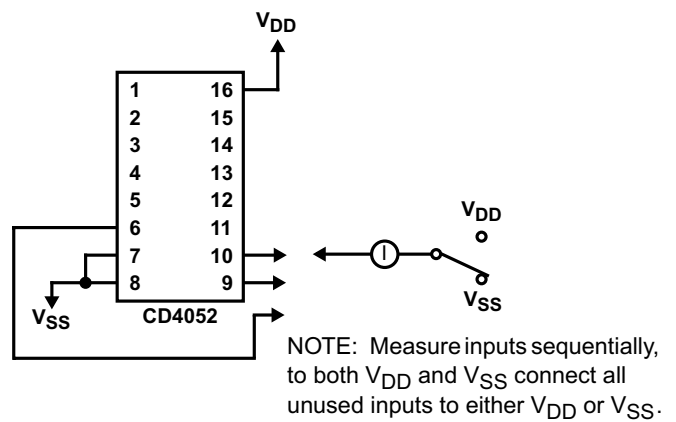 VDD
1 16
2 15
3 14
4 13
5 12
6 11
7 10
8 9
CD4052
VSS
I
VDD
VSS
NOTE: Measure inputs sequentially,
to both VDD and VSS connect all
unused inputs to either VDD or VSS.